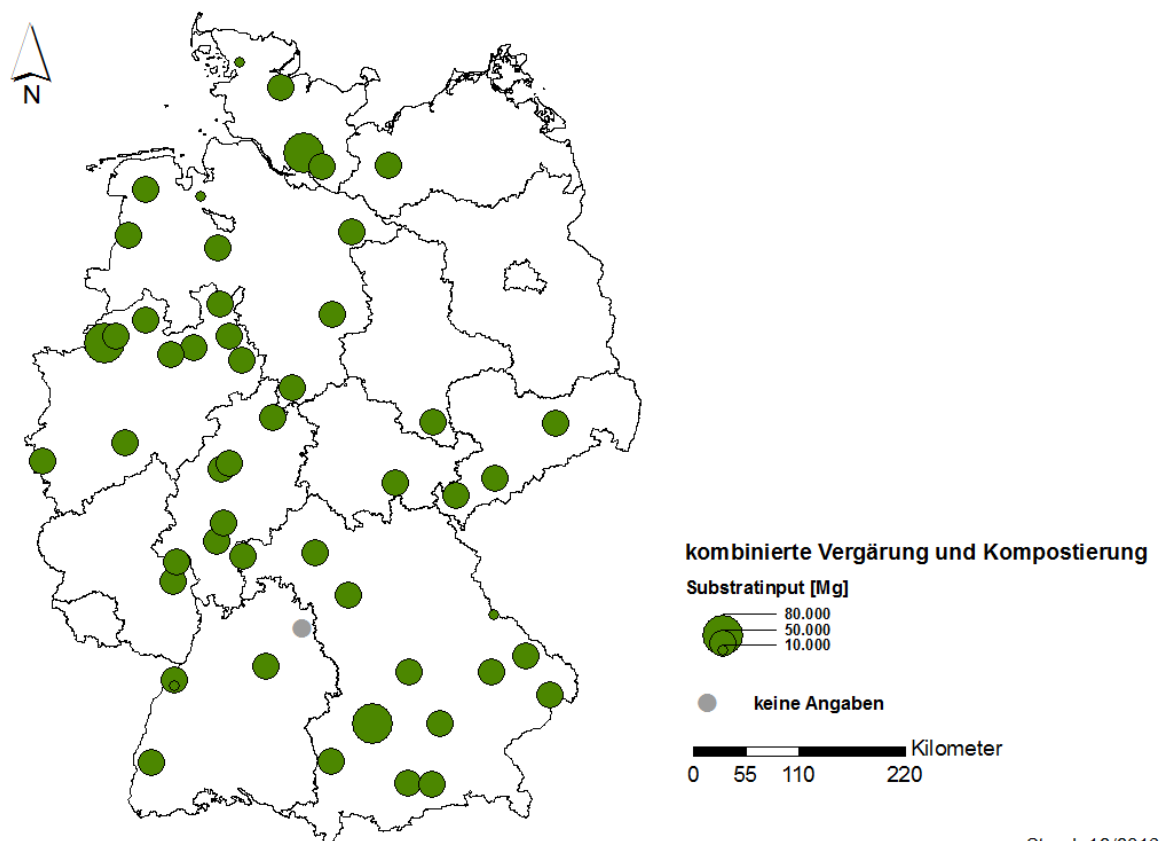 N
kombinierte Vergärung und Kompostierung
Substratinput [Mg]
80.000
50.000
10.000
keine Angaben
Kilometer
0 55 110 220